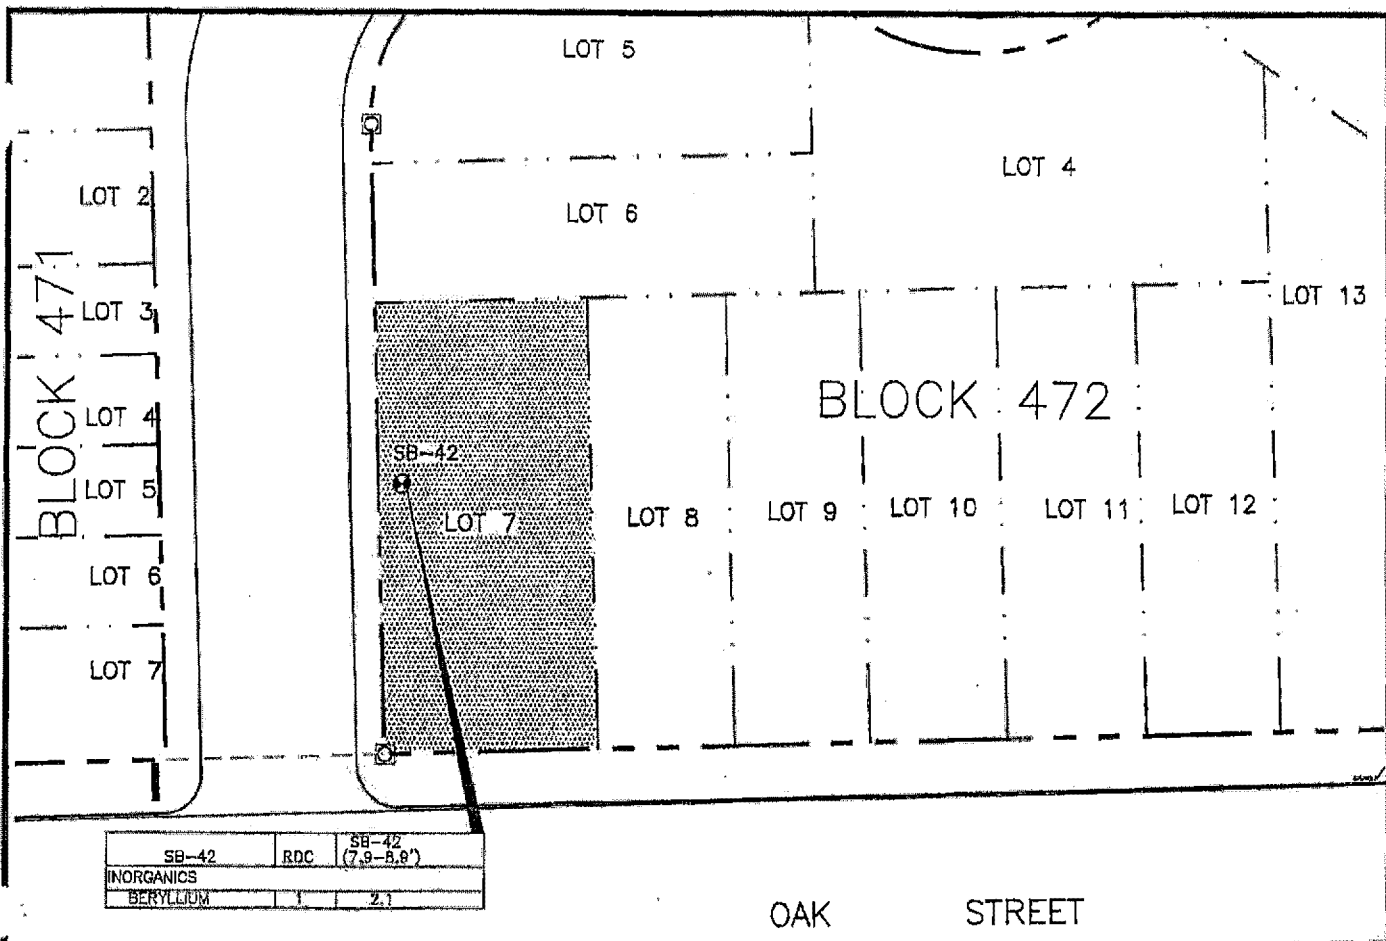 LOT 5
LOT 4
LOT 2
LOT 6
BLOCK 471
LOT 3
LOT 13
BLOCK 472
LOT 4
SB-42
LOT 5
LOT 7
LOT 8
LOT 9
LOT 10
LOT 11
LOT 12
LOT 6
LOT 7
SB-42 RDC SB-42
(7.9-8.9')
INORGANICS
BERYLLIUM 1 2.1
OAK STREET